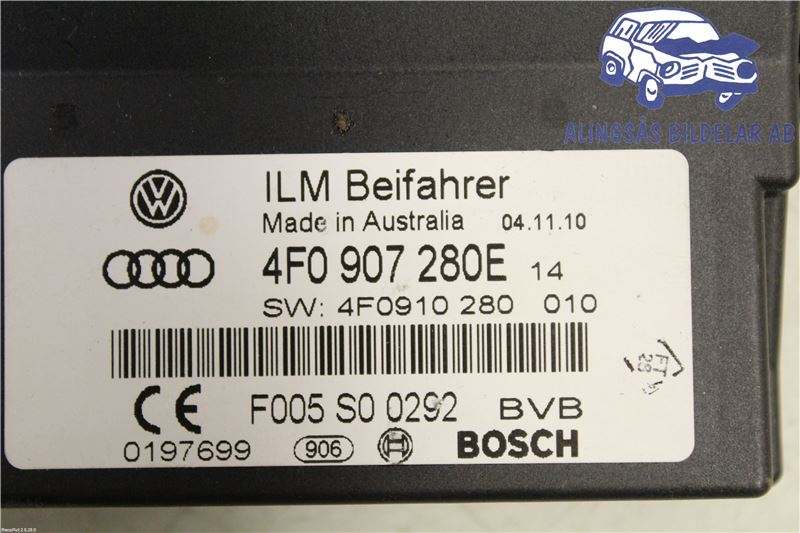 ALINGSÅS BILDELAR AB
ILM Beifahrer
Made in Australia 04.11.10
4F0 907 280E 14
SW: 4F0910 280 010
CE F005 S0 0292 BVB
0197699 906 BOSCH